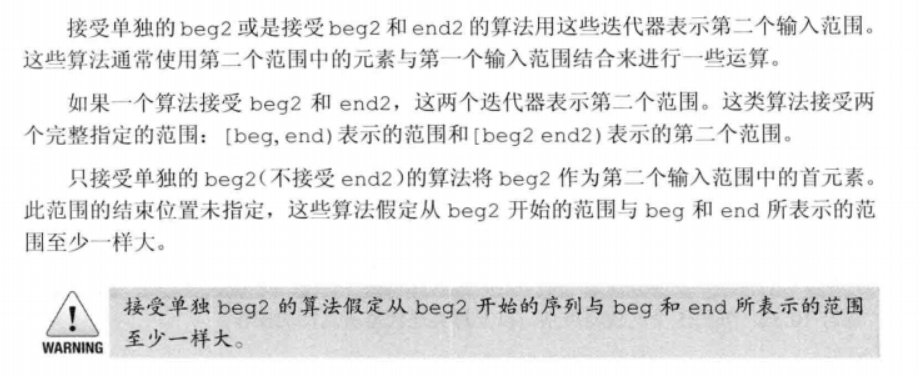 接受单独的 beg2 或是接受 beg2 和 end2 的算法用这些迭代器表示第二个输入范围。
这些算法通常使用第二个范围中的元素与第一个输入范围结合来进行一些运算。
如果一个算法接受 beg2 和 end2，这两个迭代器表示第二个范围。这类算法接受两
个完整指定的范围：[beg,end)表示的范围和[beg2 end2)表示的第二个范围。
只接受单独的 beg2(不接受 end2)的算法将 beg2 作为第二个输入范围中的首元素。
此范围的结束位置未指定，这些算法假定从 beg2 开始的范围与 beg 和 end 所表示的范
围至少一样大。
接受单独 beg2 的算法假定从 beg2 开始的序列与 beg 和 end 所表示的范围
WARNING 至少一样大。